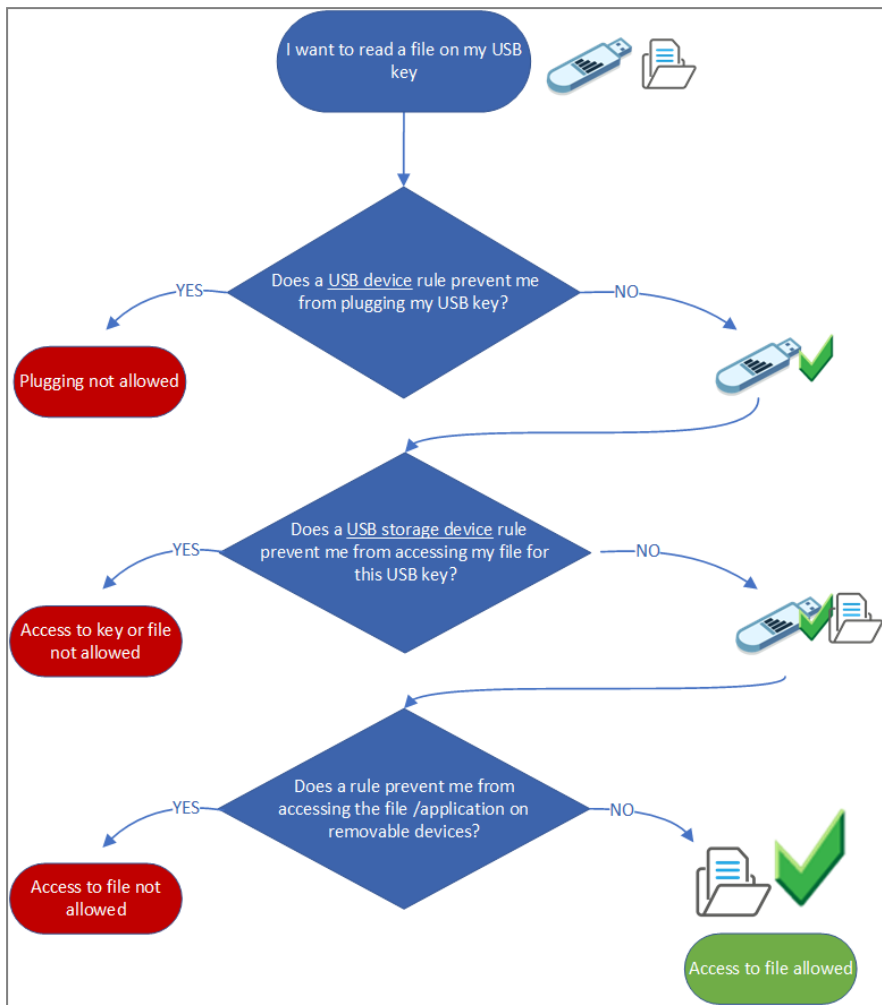 I want to read a file on my USB
key
Does a USB device rule prevent me
from plugging my USB key?
YES
NO
Plugging not allowed
Does a USB storage device rule
prevent me from accessing my file for
this USB key?
YES
NO
Access to key or file
not allowed
Does a rule prevent me from
accessing the file /application on
removable devices?
YES
NO
Access to file not
allowed
Access to file allowed